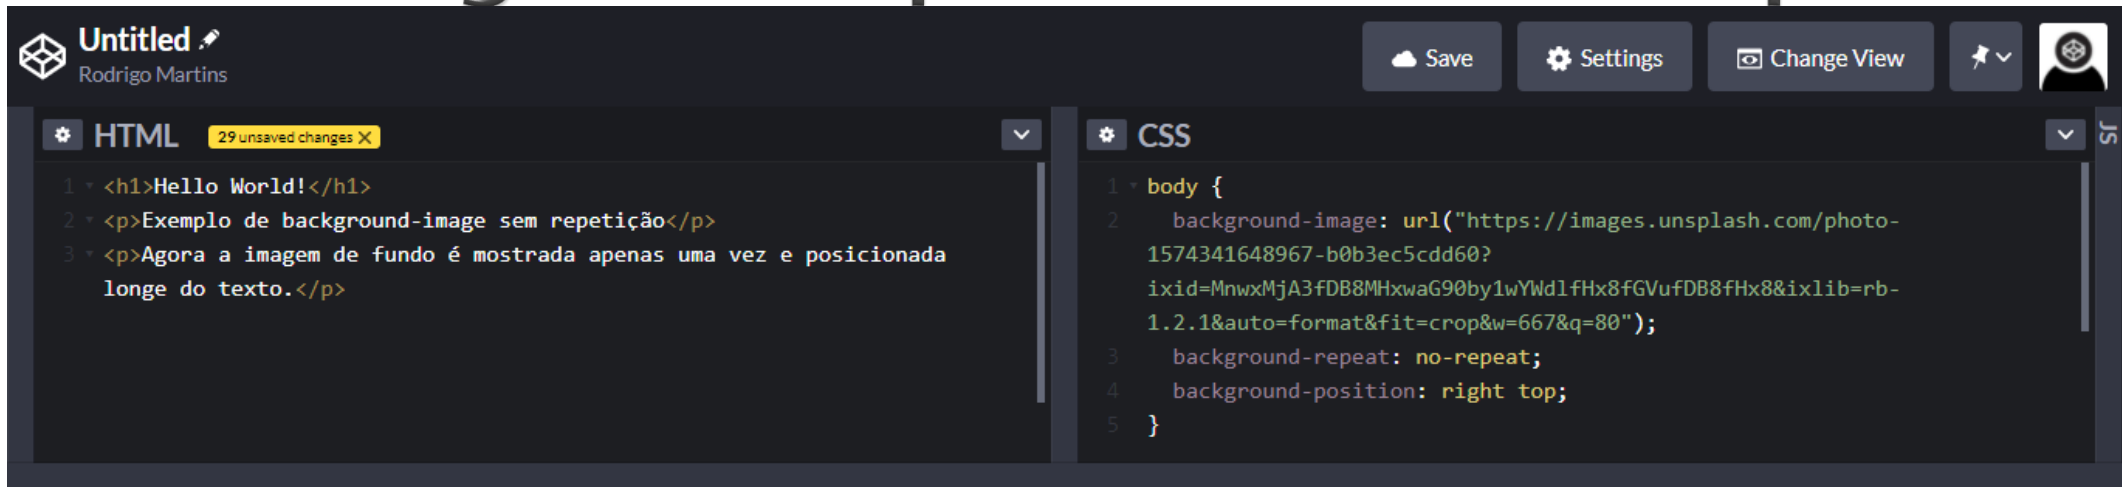 Untitled
Rodrigo Martins
Save
Settings
Change View
HTML
29 unsaved changes X
1 <h1>Hello World!</h1>
2 <p>Exemplo de background-image sem repetição</p>
3 <p>Agora a imagem de fundo é mostrada apenas uma vez e posicionada
longe do texto.</p>
CSS
1 body {
2 background-image: url("https://images.unsplash.com/photo-
1574341648967-b0b3ec5cdd60?
ixid=MnwxMjA3fDB8MHxwaG90by1wYWdlfHx8fGVufDB8fHx8&ixlib=rb-
1.2.1&auto=format&fit=crop&w=667&q=80");
3 background-repeat: no-repeat;
4 background-position: right top;
5 }
JS